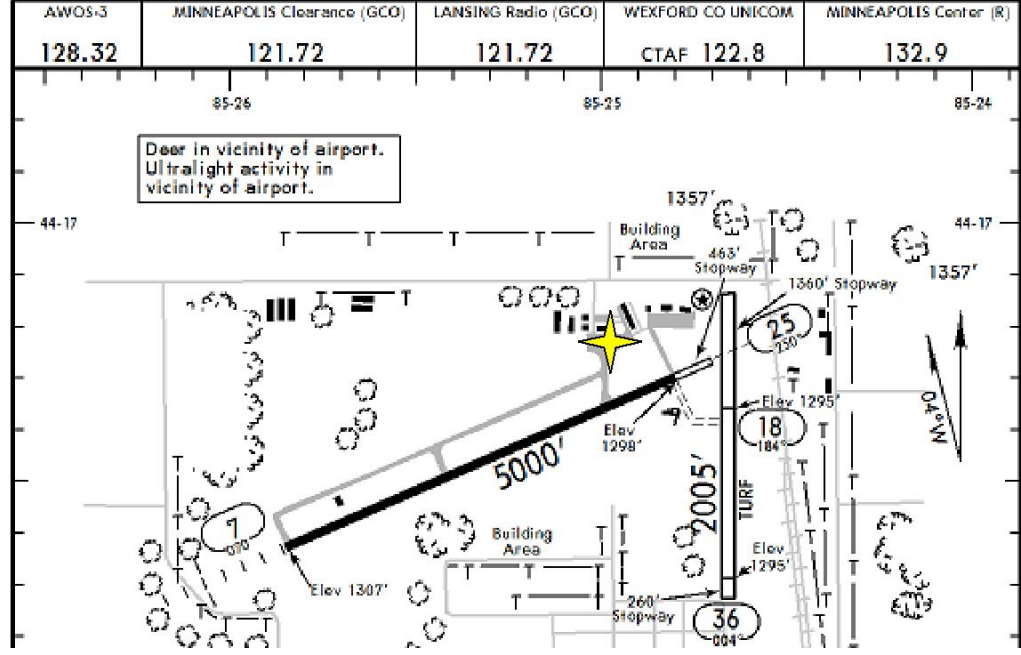 AWOS-3
MINNEAPOLIS Clearance (GCO)
LANSING Radio (GCO)
WEXFORD CO UNICOM
MINNEAPOLIS Center (R)
128.32
121.72
121.72
CTAF 122.8
132.9
85-26
85-25
85-24
Deer in vicinity of airport.
Ultralight activity in
vicinity of airport.
1357'
44-17
44-17
Building
Area
463'
Stopway
1357'
1360' Stopway
25
250°
Elev 1295'
04°W
Elev
1298'
18
184°
5000'
2005'
TURF
7
070°
Building
Area
Elev
1295'
Elev 1307'
260'
Stopway
36
004°